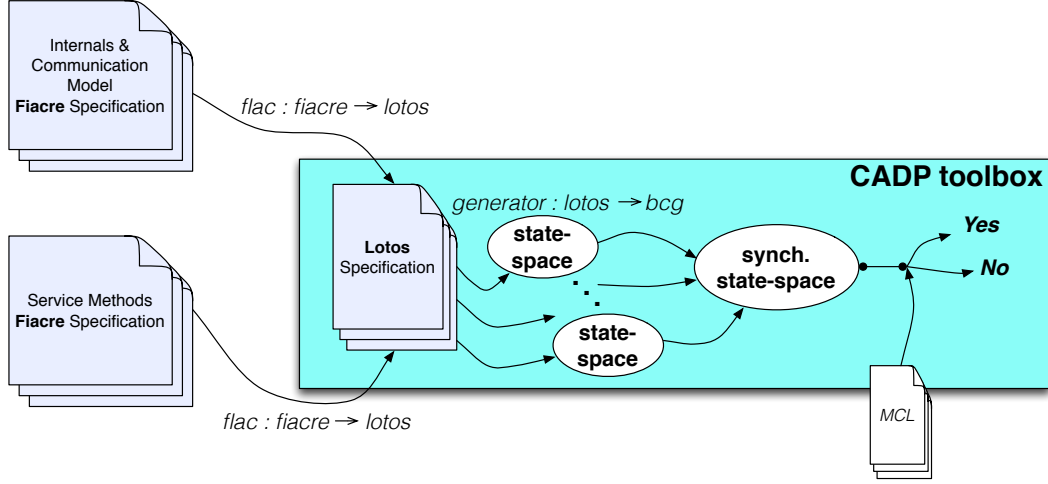 Internals &
Communication
Model
Fiacre Specification
flac : fiacre → lotos
CADP toolbox
generator : lotos → bcg
Lotos
Specification
state-
space
. . .
state-
space
synch.
state-space
Yes
No
Service Methods
Fiacre Specification
flac : fiacre → lotos
MCL